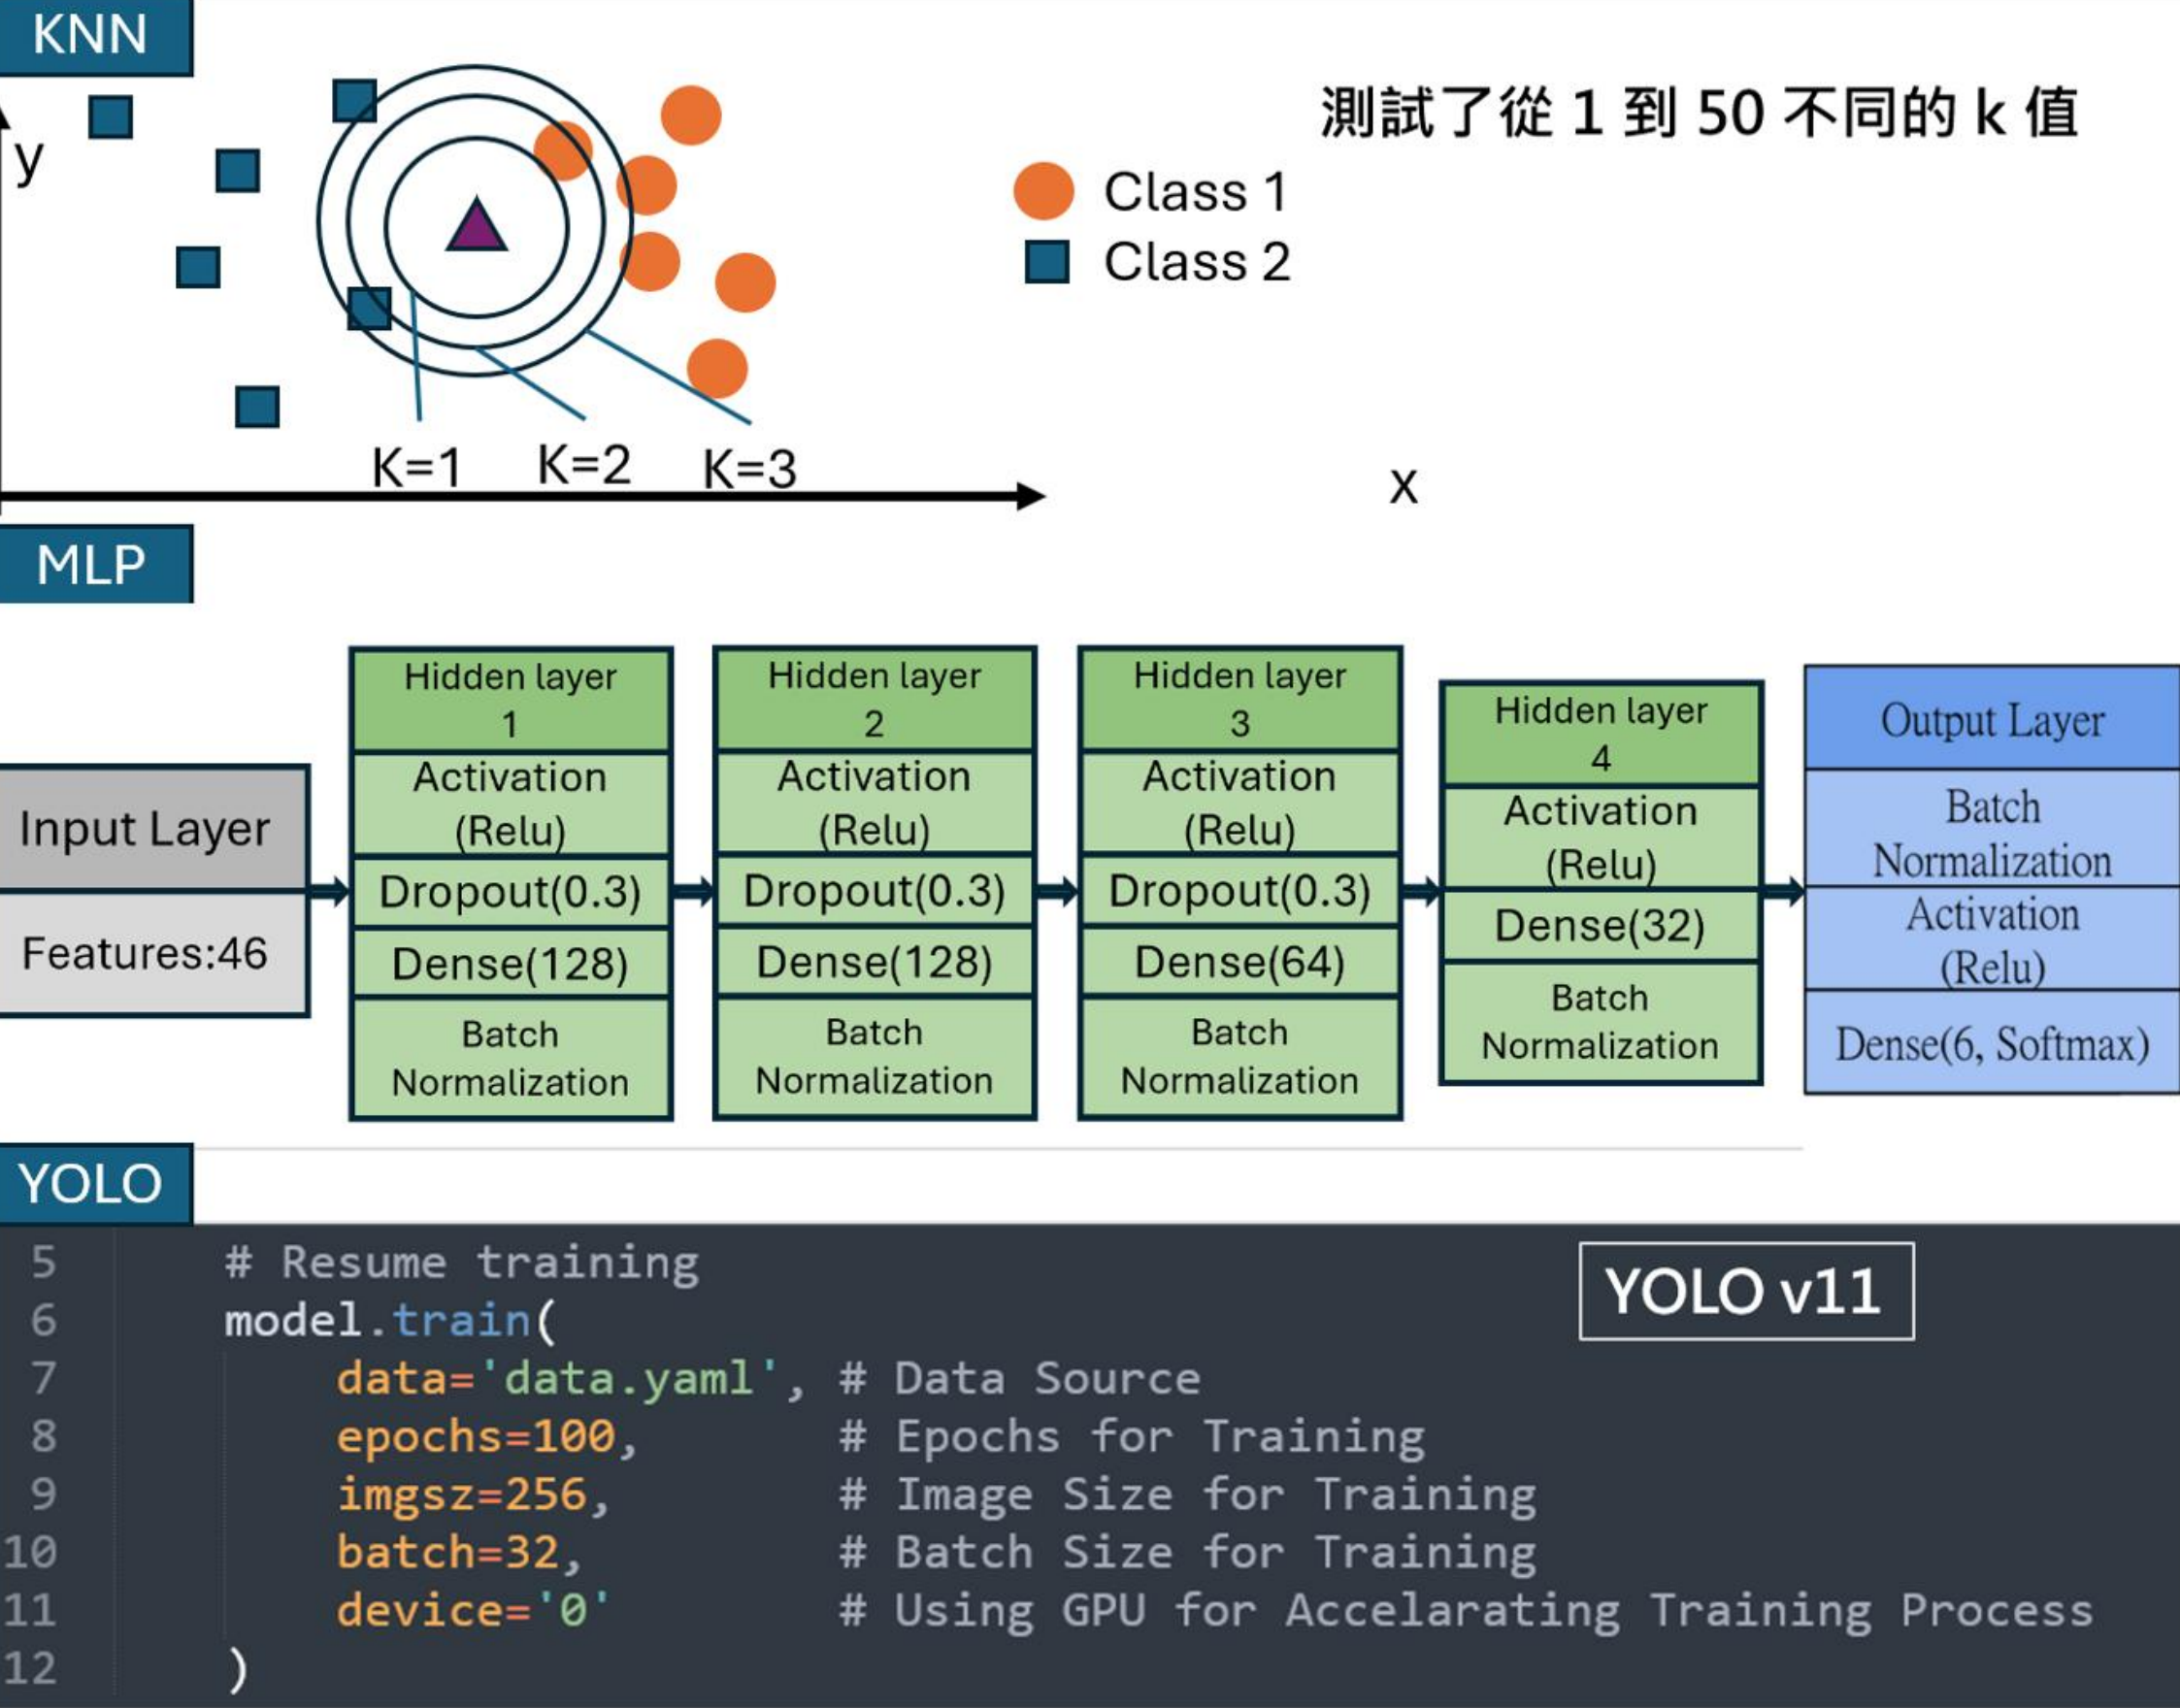 KNN
測試了從 1 到 50 不同的 k 值
y
Class 1
Class 2
K=1
K=2
K=3
x
MLP
Input Layer
Features:46
Hidden layer
1
Activation
(Relu)
Dropout(0.3)
Dense(128)
Batch
Normalization
Hidden layer
2
Activation
(Relu)
Dropout(0.3)
Dense(128)
Batch
Normalization
Hidden layer
3
Activation
(Relu)
Dropout(0.3)
Dense(64)
Batch
Normalization
Hidden layer
4
Activation
(Relu)
Dense(32)
Batch
Normalization
Output Layer
Batch
Normalization
Activation
(Relu)
Dense(6, Softmax)
YOLO
YOLO v11
5 # Resume training
6 model.train(
7 data='data.yaml', # Data Source
8 epochs=100, # Epochs for Training
9 imgsz=256, # Image Size for Training
10 batch=32, # Batch Size for Training
11 device='0' # Using GPU for Accelarating Training Process
12 )